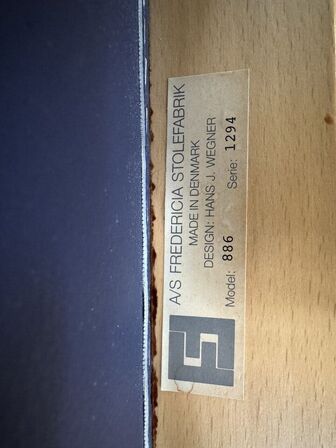 A/S FREDERICIA STOLEFABRIK
MADE IN DENMARK
DESIGN: HANS J. WEGNER
Model: 886 Serie: 1294